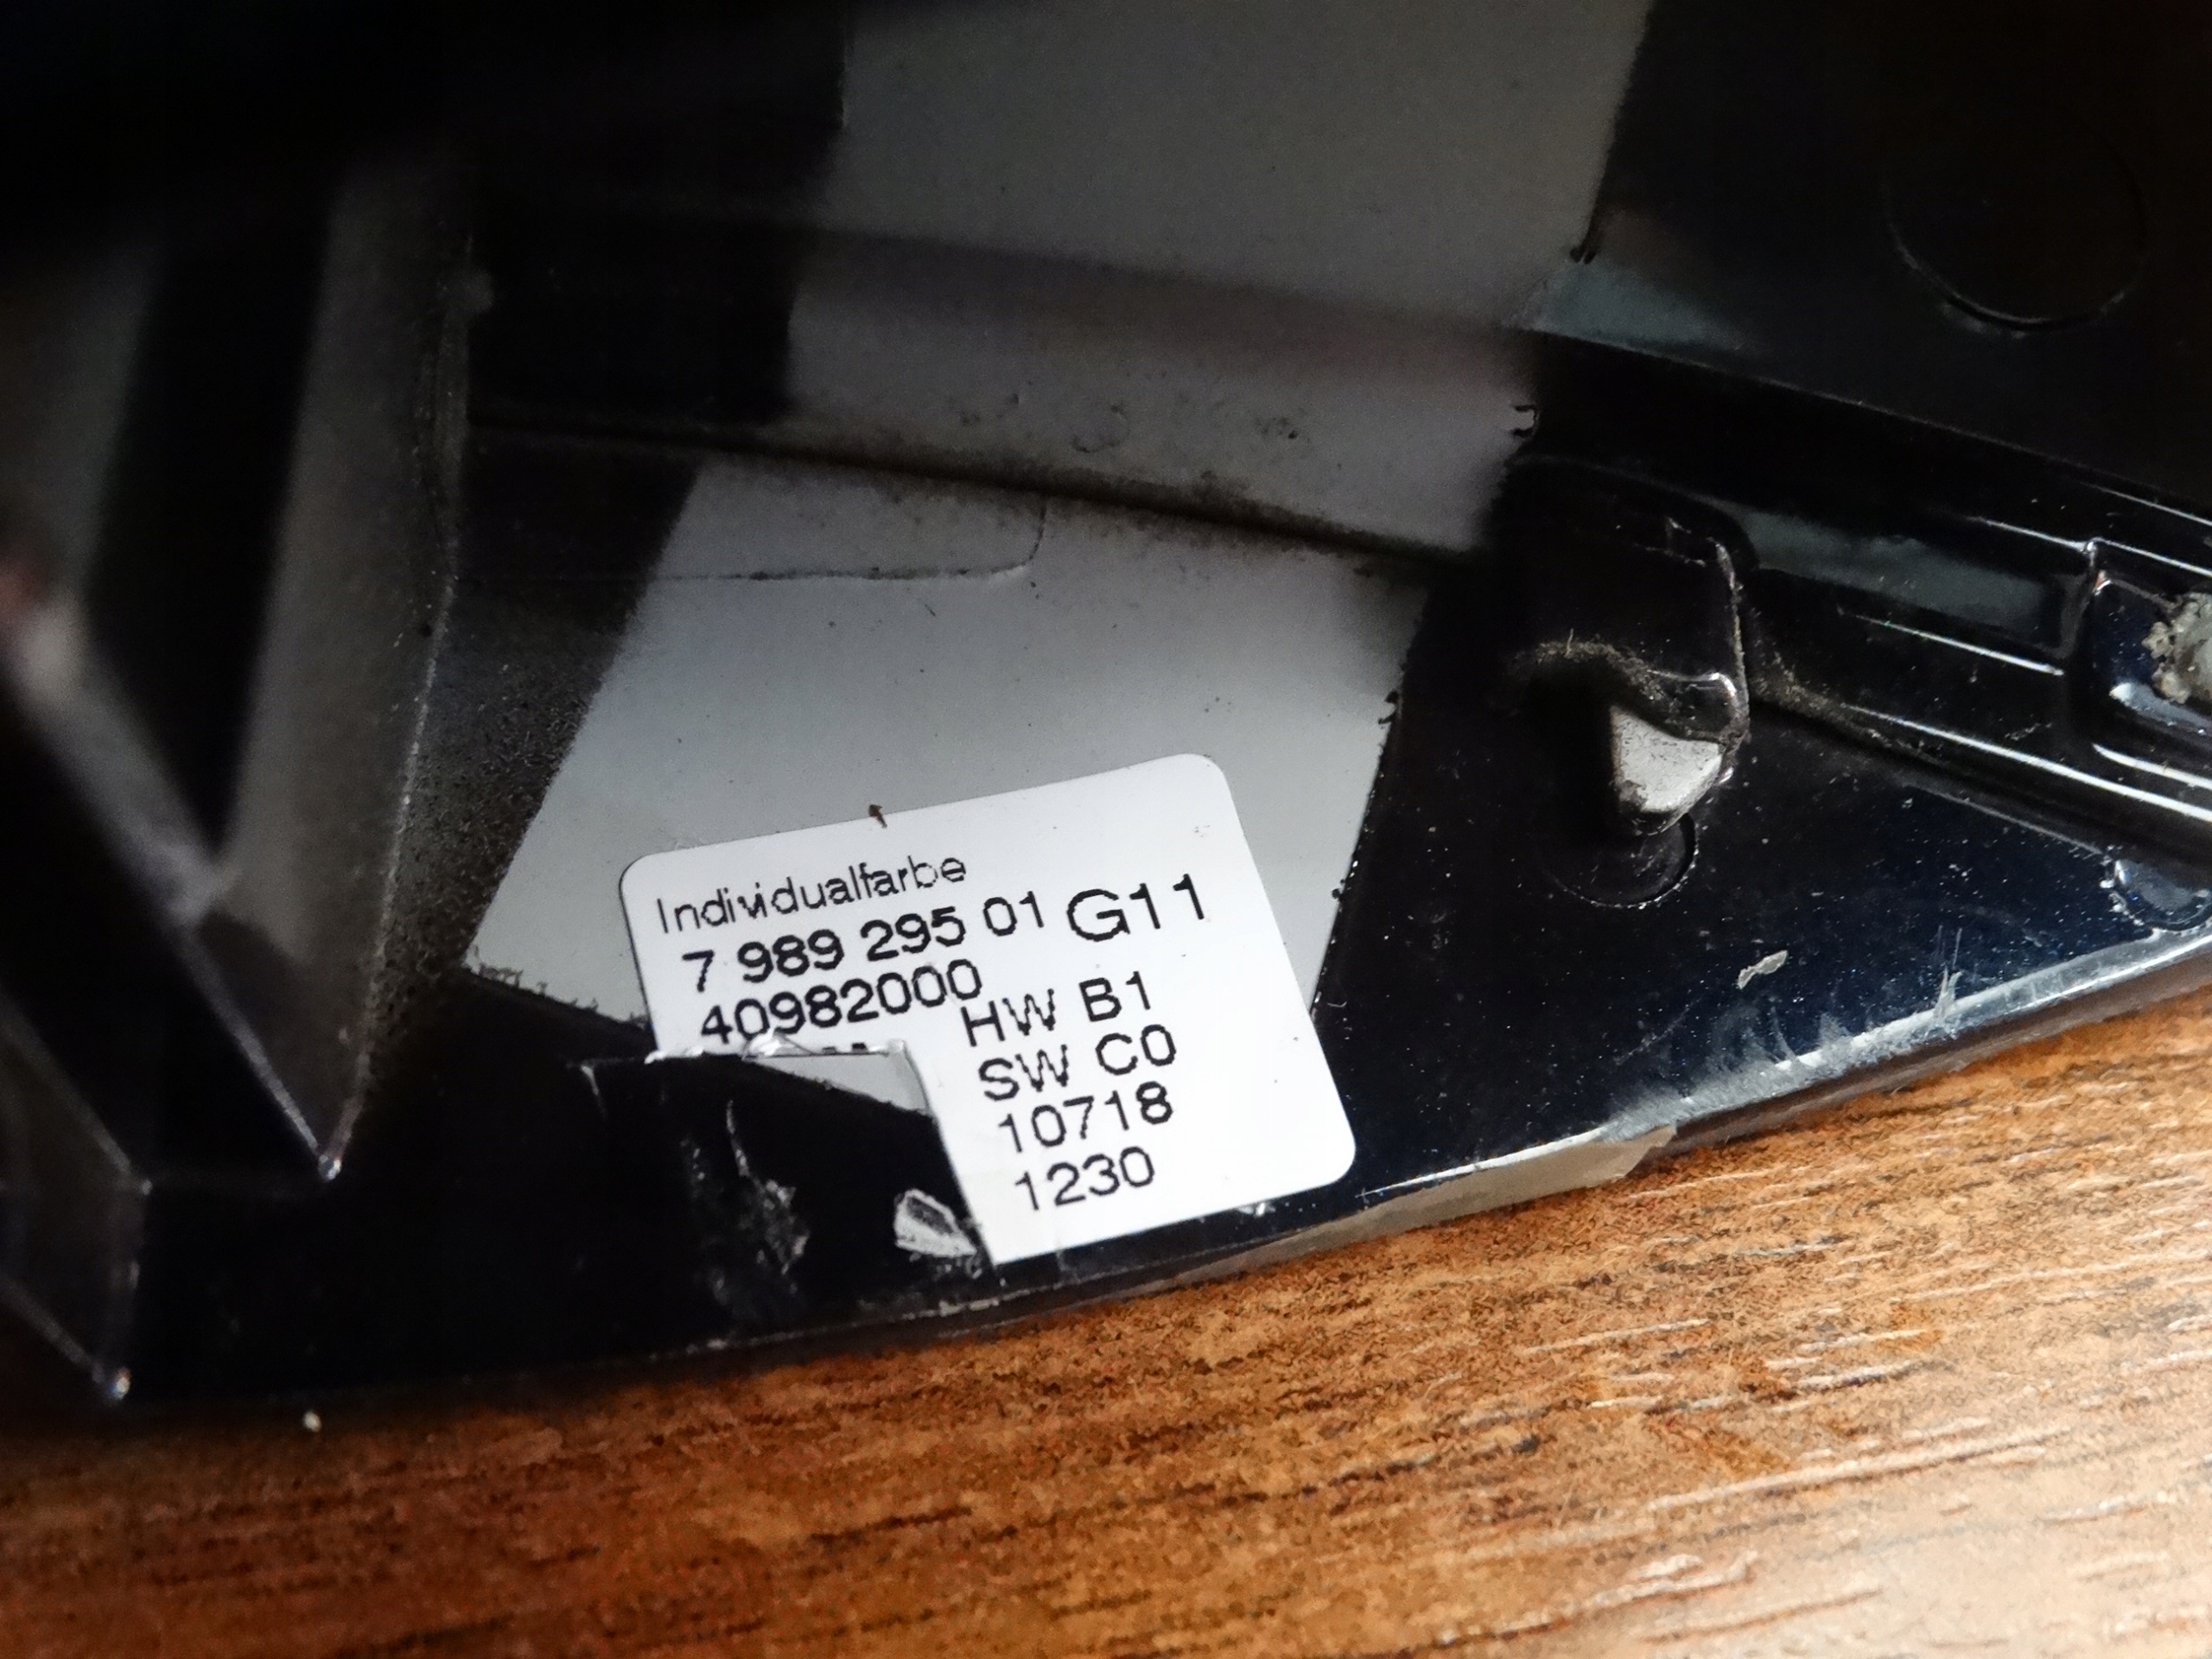 Individualfarbe
7 989 295 01 G11
40982000
HW B1
SW C0
10718
1230